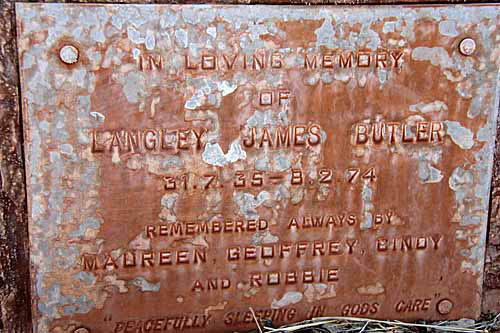 IN LOVING MEMORY
OF
LANGLEY JAMES BUTLER
31.7.35-8.2.74
REMEMBERED ALWAYS BY
MAUREEN, GEOFFREY, CINDY
AND ROBBIE
"PEACEFULLY SLEEPING IN GODS CARE"